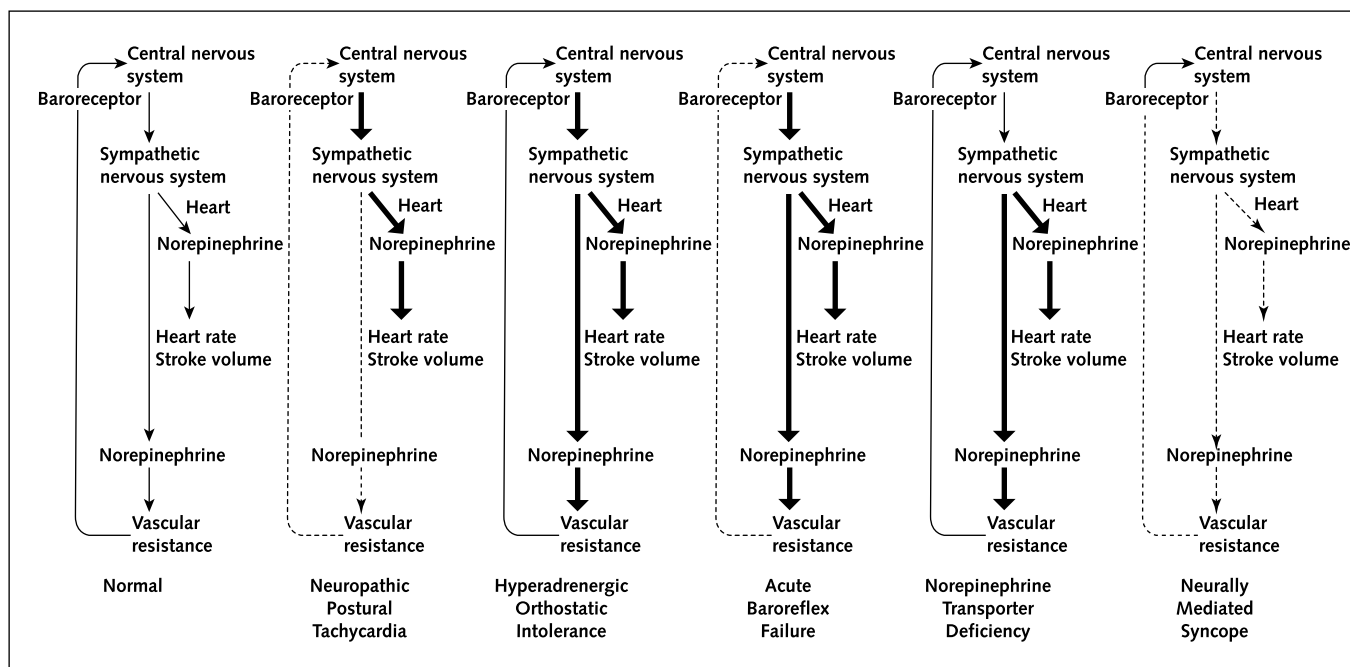 Central nervous
system
Baroreceptor
Sympathetic
nervous system
Heart
Norepinephrine
Heart rate
Stroke volume
Norepinephrine
Vascular
resistance
Normal
Central nervous
system
Baroreceptor
Sympathetic
nervous system
Heart
Norepinephrine
Heart rate
Stroke volume
Norepinephrine
Vascular
resistance
Neuropathic
Postural
Tachycardia
Central nervous
system
Baroreceptor
Sympathetic
nervous system
Heart
Norepinephrine
Heart rate
Stroke volume
Norepinephrine
Vascular
resistance
Hyperadrenergic
Orthostatic
Intolerance
Central nervous
system
Baroreceptor
Sympathetic
nervous system
Heart
Norepinephrine
Heart rate
Stroke volume
Norepinephrine
Vascular
resistance
Acute
Baroreflex
Failure
Central nervous
system
Baroreceptor
Sympathetic
nervous system
Heart
Norepinephrine
Heart rate
Stroke volume
Norepinephrine
Vascular
resistance
Norepinephrine
Transporter
Deficiency
Central nervous
system
Baroreceptor
Sympathetic
nervous system
Heart
Norepinephrine
Heart rate
Stroke volume
Norepinephrine
Vascular
resistance
Neurally
Mediated
Syncope